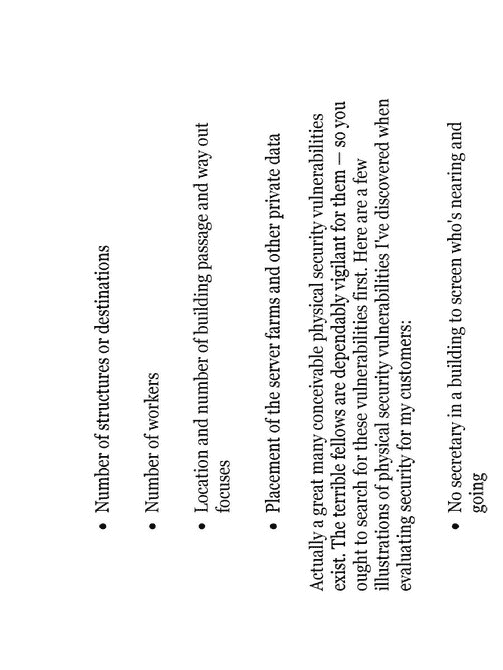 • Number of structures or destinations
• Number of workers
• Location and number of building passage and way out
focuses
• Placement of the server farms and other private data
Actually a great many conceivable physical security vulnerabilities
exist. The terrible fellows are dependably vigilant for them — so you
ought to search for these vulnerabilities first. Here are a few
illustrations of physical security vulnerabilities I've discovered when
evaluating security for my customers:
• No secretary in a building to screen who's nearing and
going